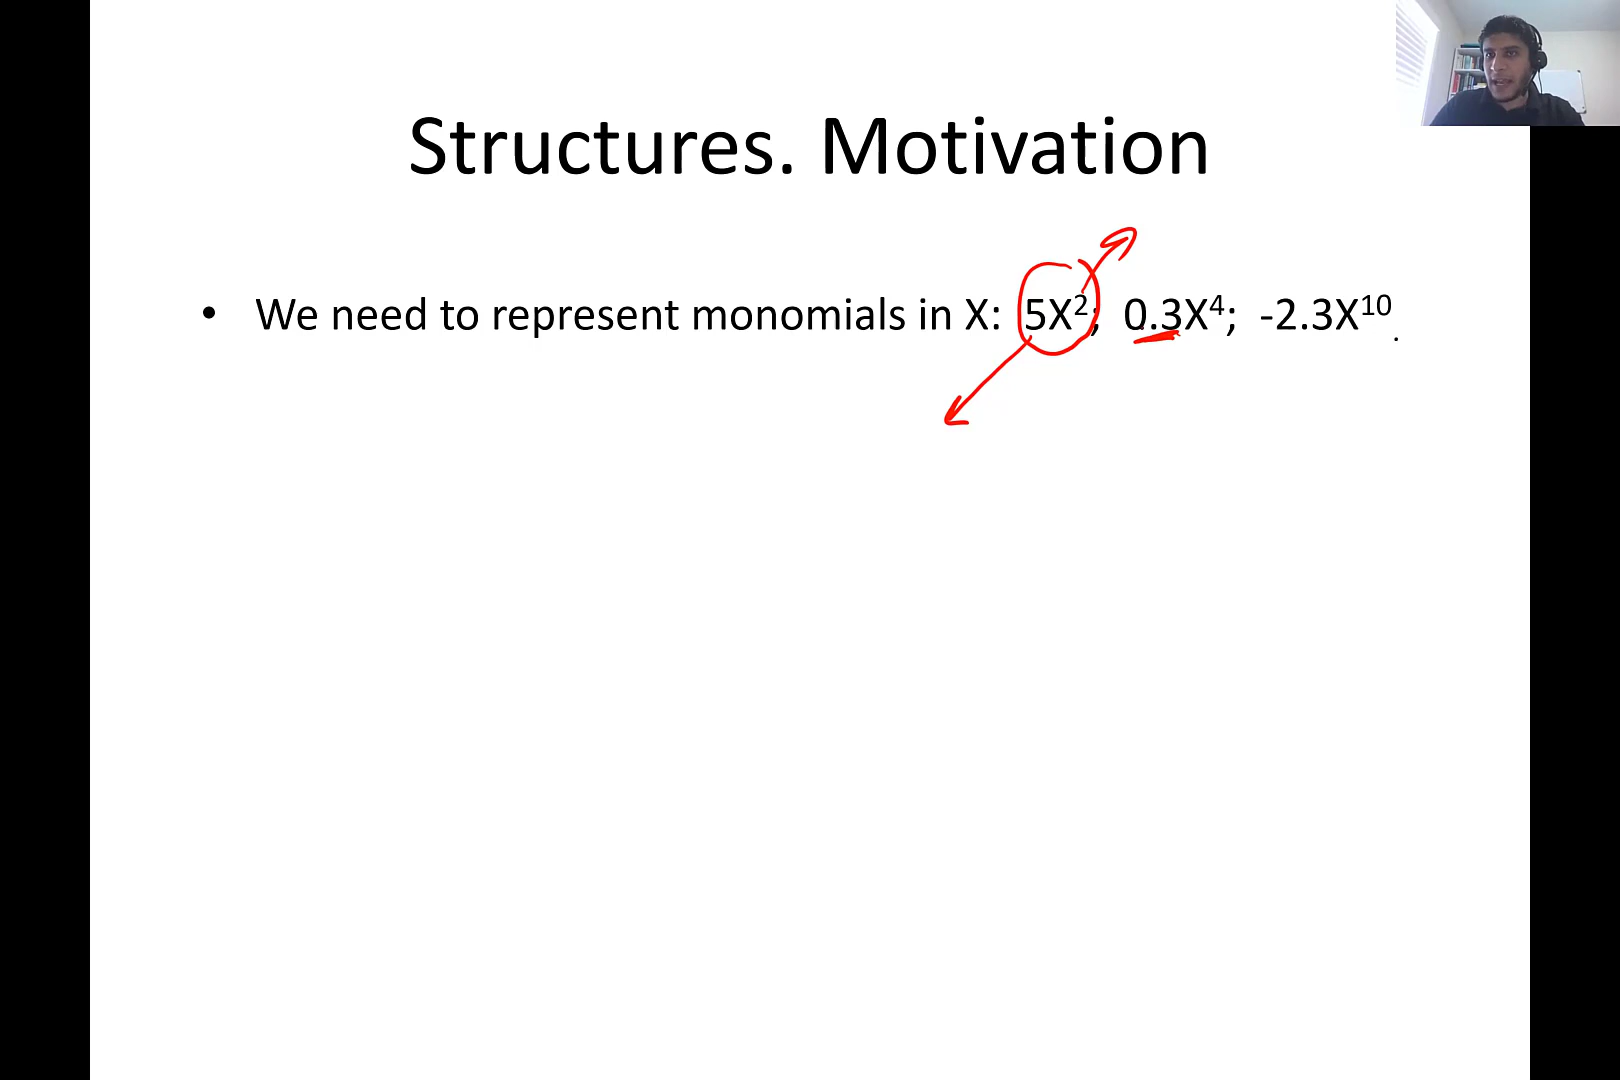 Structures. Motivation
• We need to represent monomials in X: 5X²; 0.3X⁴; -2.3X¹⁰.